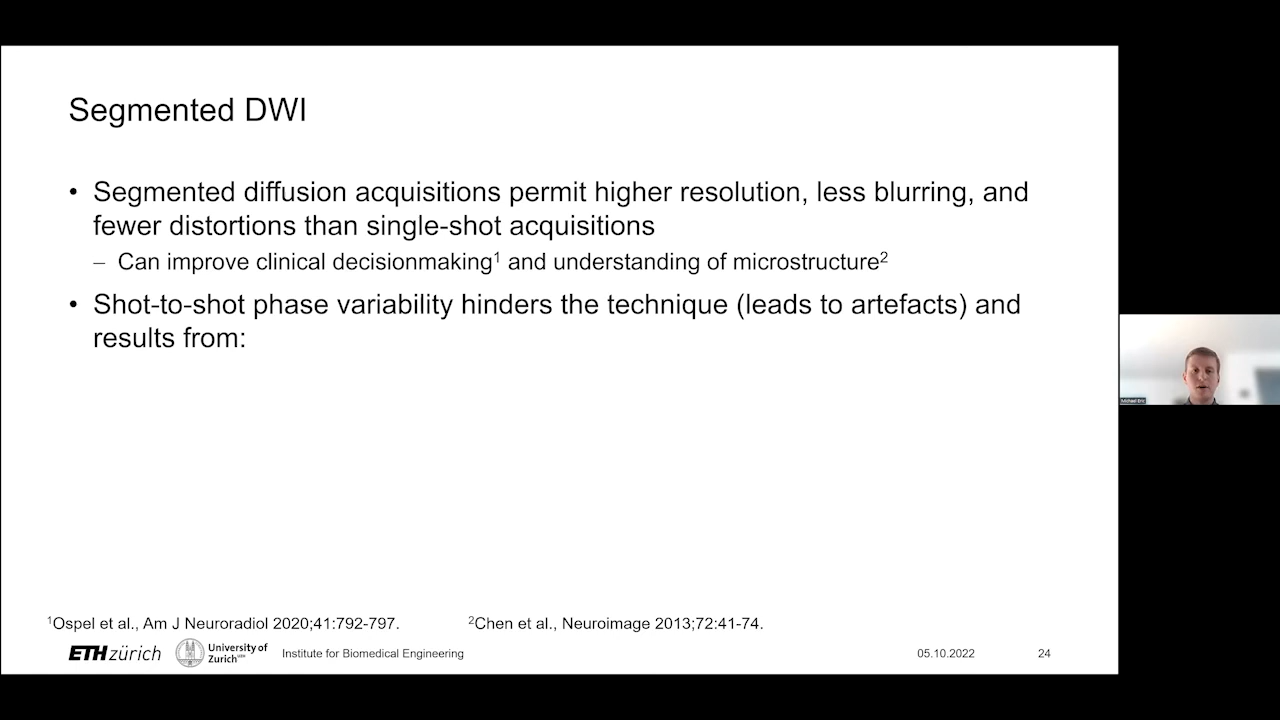 Segmented DWI
• Segmented diffusion acquisitions permit higher resolution, less blurring, and
fewer distortions than single-shot acquisitions
– Can improve clinical decisionmaking¹ and understanding of microstructure²
• Shot-to-shot phase variability hinders the technique (leads to artefacts) and
results from:
¹Ospel et al., Am J Neuroradiol 2020;41:792-797. ²Chen et al., Neuroimage 2013;72:41-74.
ETH zürich University of Zurich Institute for Biomedical Engineering 05.10.2022 24